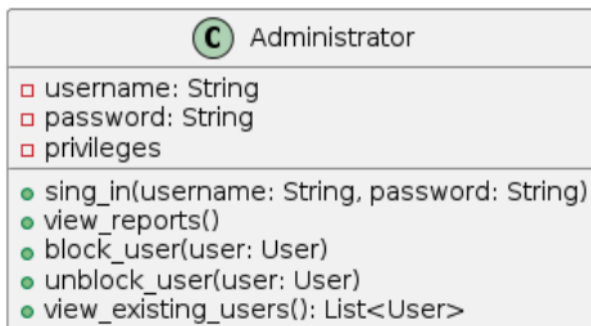 C Administrator
username: String
password: String
privileges
sing_in(username: String, password: String)
view_reports()
block_user(user: User)
unblock_user(user: User)
view_existing_users(): List<User>